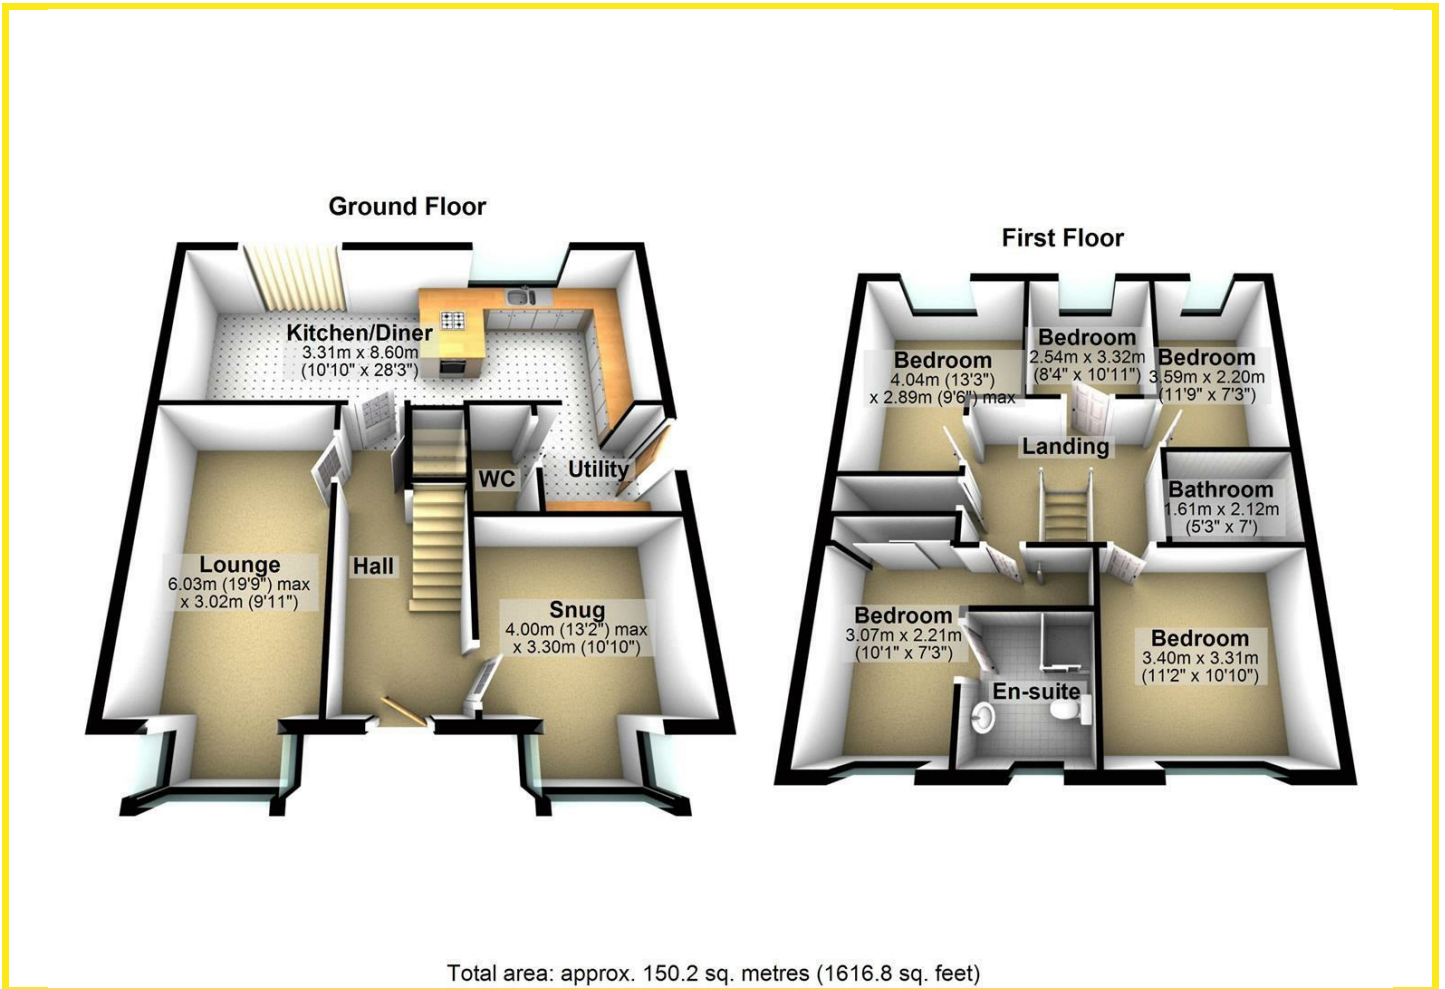 Ground Floor
Kitchen/Diner
3.31m x 8.60m
(10'10" x 28'3")
Lounge
6.03m (19'9") max
x 3.02m (9'11")
Hall
WC
Utility
Snug
4.00m (13'2") max
x 3.30m (10'10")
First Floor
Bedroom
4.04m (13'3")
x 2.89m (9'6") max
Bedroom
2.54m x 3.32m
(8'4" x 10'11")
Bedroom
3.59m x 2.20m
(11'9" x 7'3")
Landing
Bathroom
1.61m x 2.12m
(5'3" x 7')
Bedroom
3.07m x 2.21m
(10'1" x 7'3")
En-suite
Bedroom
3.40m x 3.31m
(11'2" x 10'10")
Total area: approx. 150.2 sq. metres (1616.8 sq. feet)